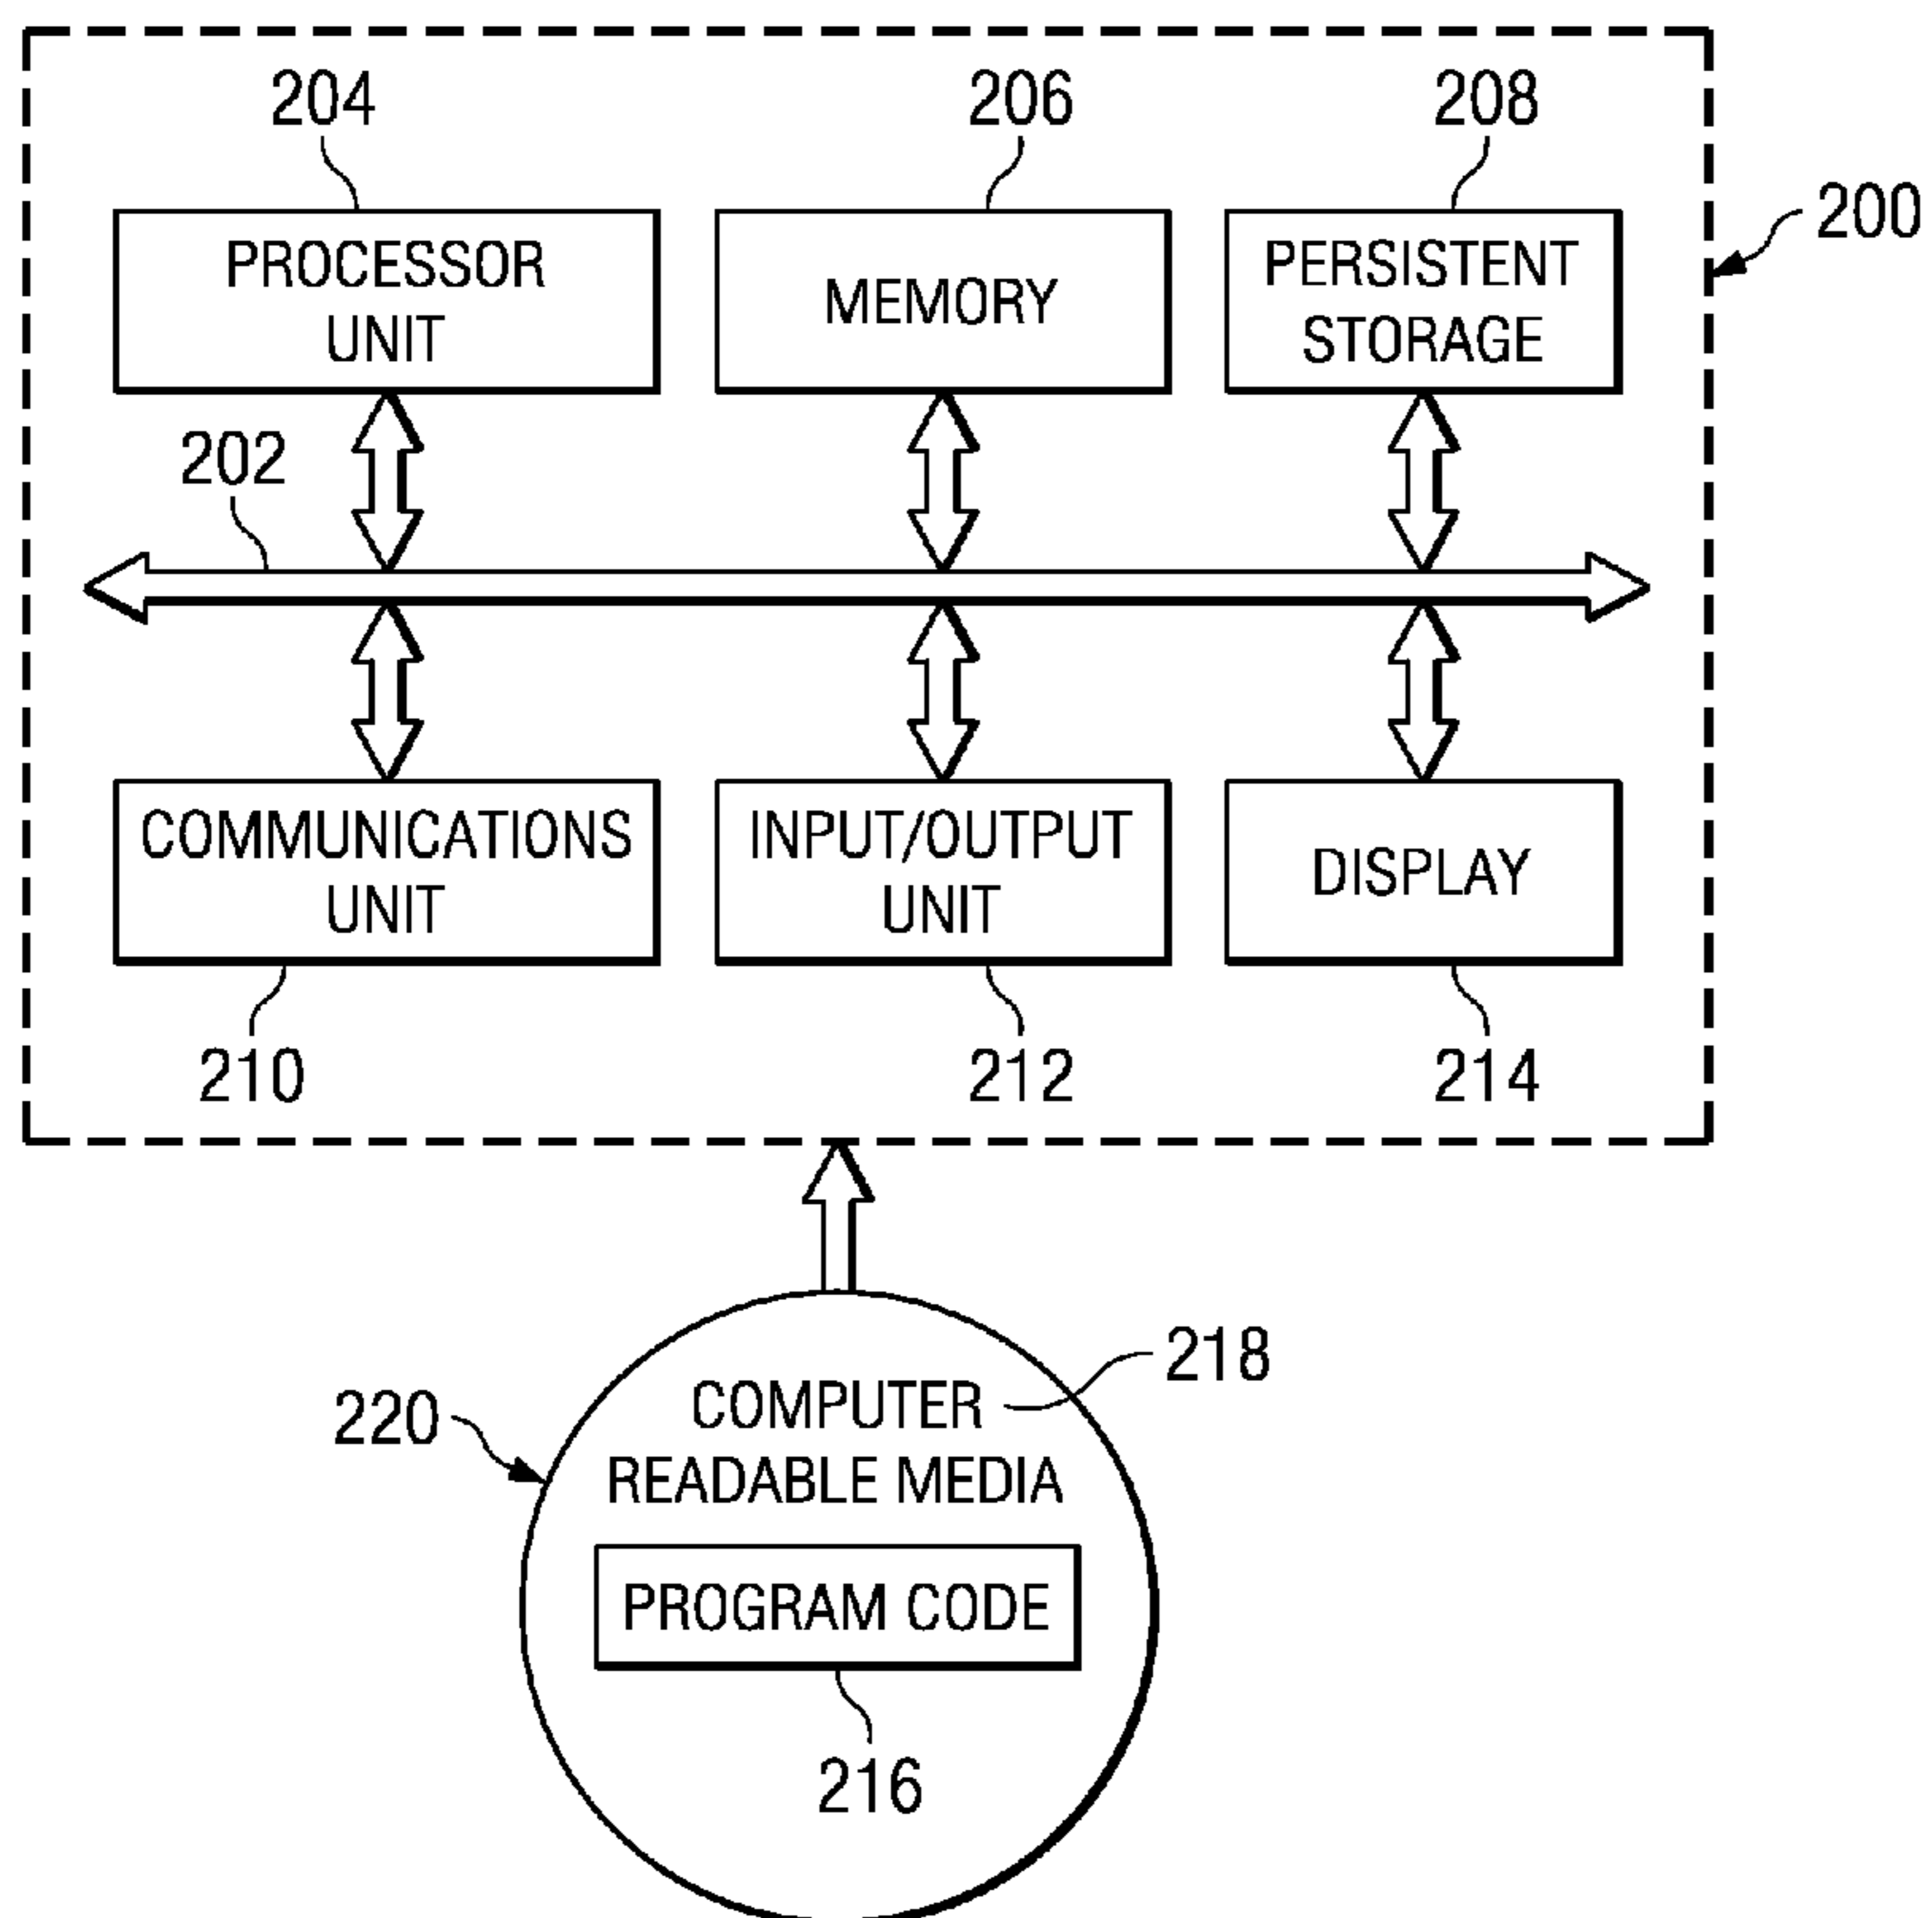 204
206
208
200
PROCESSOR
UNIT
MEMORY
PERSISTENT
STORAGE
202
COMMUNICATIONS
UNIT
INPUT/OUTPUT
UNIT
DISPLAY
210
212
214
218
220
COMPUTER
READABLE MEDIA
PROGRAM CODE
216